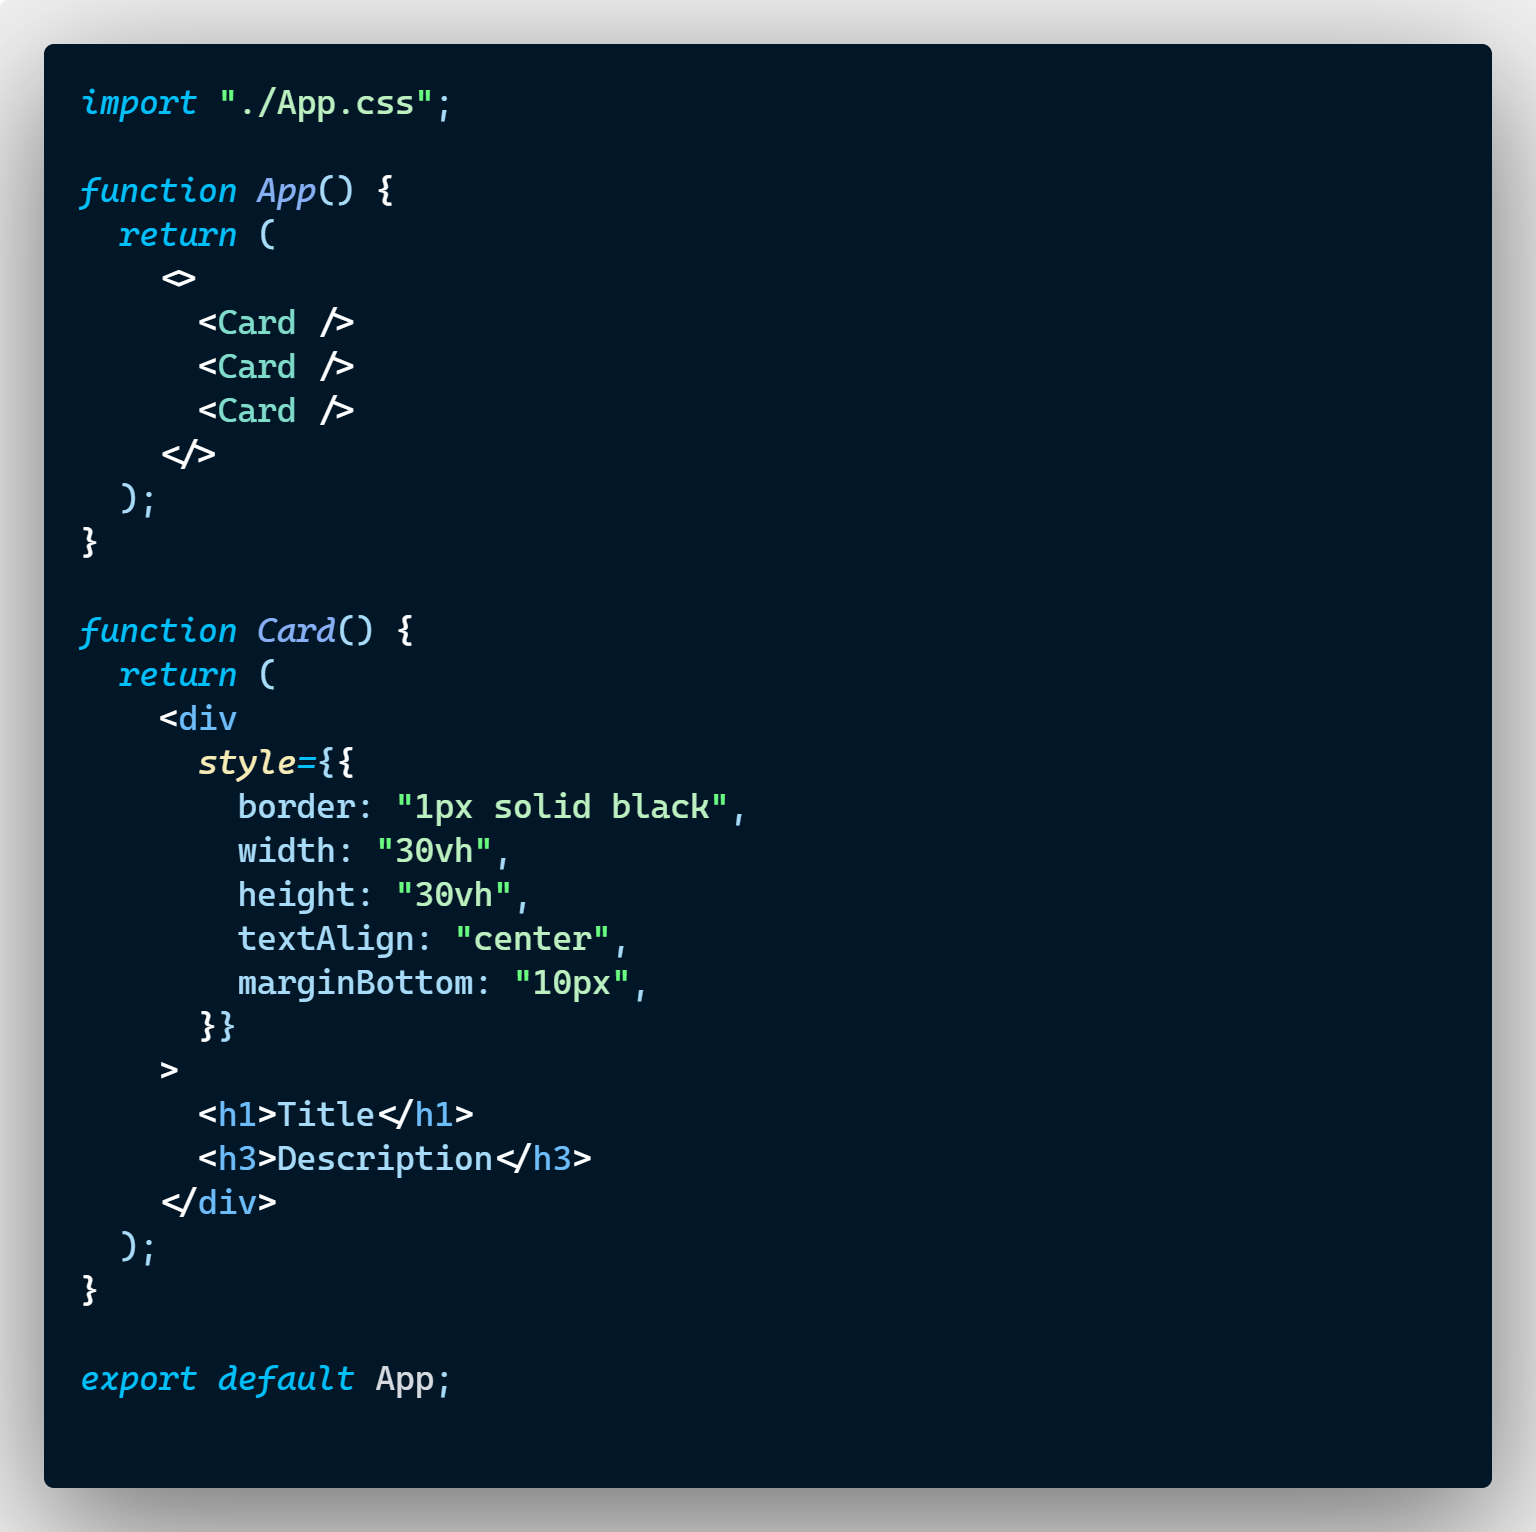 import "./App.css";

function App() {
  return (
    <>
      <Card />
      <Card />
      <Card />
    </>
  );
}

function Card() {
  return (
    <div
      style={{
        border: "1px solid black",
        width: "30vh",
        height: "30vh",
        textAlign: "center",
        marginBottom: "10px",
      }}
    >
      <h1>Title</h1>
      <h3>Description</h3>
    </div>
  );
}

export default App;